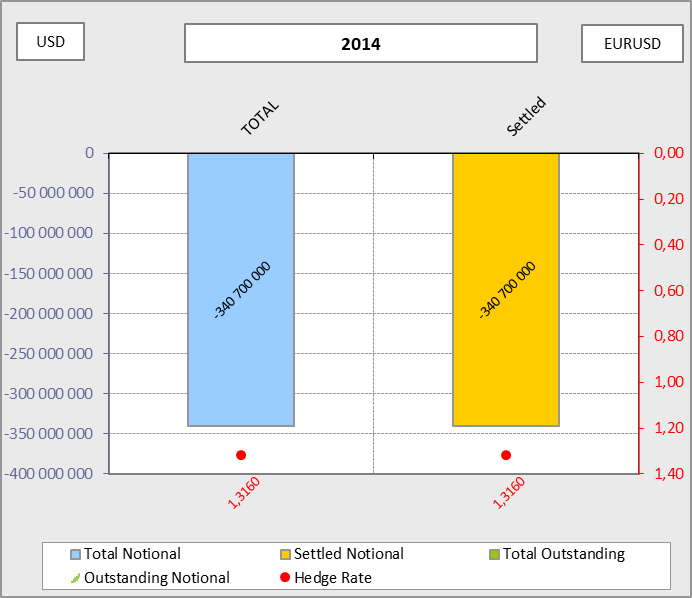 USD
2014
EURUSD
TOTAL
Settled
0
-50 000 000
-100 000 000
-150 000 000
-200 000 000
-250 000 000
-300 000 000
-350 000 000
-400 000 000
-340 700 000
-340 700 000
0,00
0,20
0,40
0,60
0,80
1,00
1,20
1,40
1,3160
1,3160
Total Notional
Settled Notional
Total Outstanding
Outstanding Notional
Hedge Rate